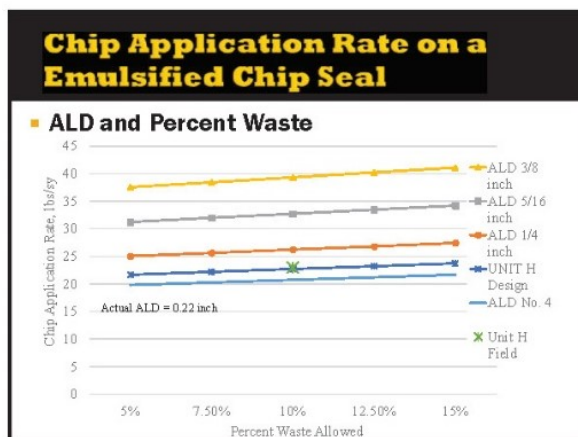 Chip Application Rate on a
Emulsified Chip Seal
ALD and Percent Waste
Chip Application Rate, lbs/sy
45
40
35
30
25
20
15
10
5
0
Actual ALD = 0.22 inch
5%
7.50%
10%
12.50%
15%
Percent Waste Allowed
ALD 3/8
inch
ALD 5/16
inch
ALD 1/4
inch
UNIT H
Design
ALD No. 4
Unit H
Field